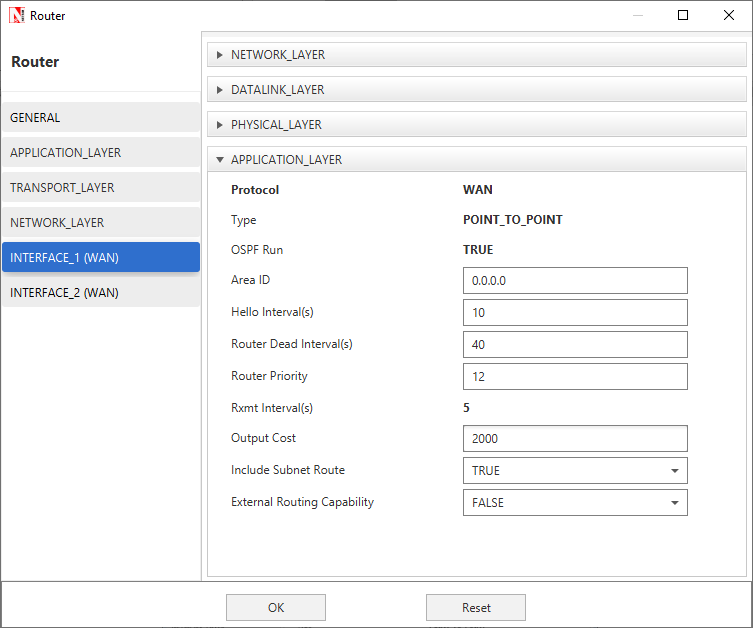 Router
Router
GENERAL
APPLICATION_LAYER
TRANSPORT_LAYER
NETWORK_LAYER
INTERFACE_1 (WAN)
INTERFACE_2 (WAN)
NETWORK_LAYER
DATALINK_LAYER
PHYSICAL_LAYER
APPLICATION_LAYER
Protocol WAN
Type POINT_TO_POINT
OSPF Run TRUE
Area ID 0.0.0.0
Hello Interval(s) 10
Router Dead Interval(s) 40
Router Priority 12
Rxmt Interval(s) 5
Output Cost 2000
Include Subnet Route TRUE
External Routing Capability FALSE
OK Reset